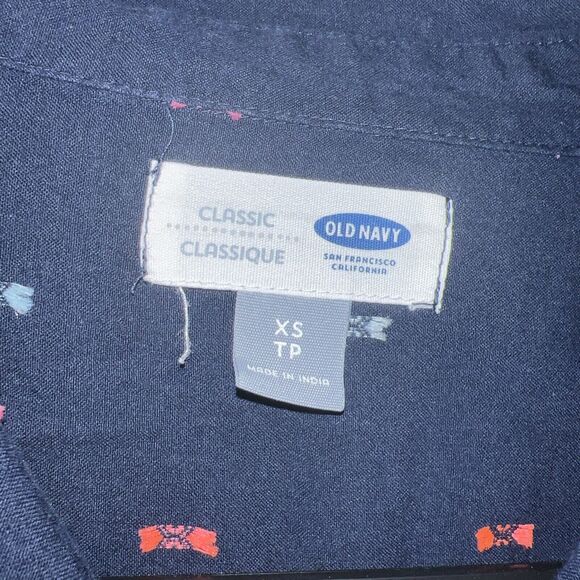 CLASSIC
CLASSIQUE
OLD NAVY
SAN FRANCISCO
CALIFORNIA
XS
TP
MADE IN INDIA